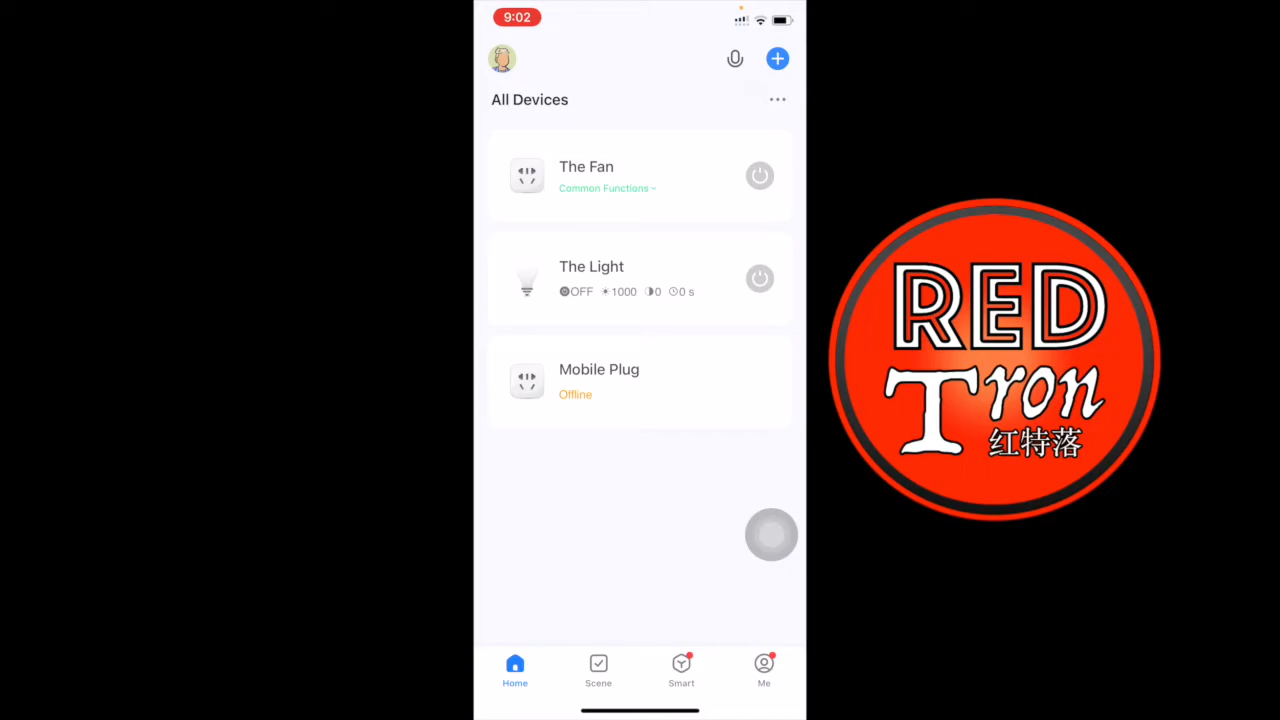 9:02
All Devices
The Fan
Common Functions
The Light
OFF 1000 0 0 s
Mobile Plug
Offline
Home
Scene
Smart
Me
RED
Tron
红特落